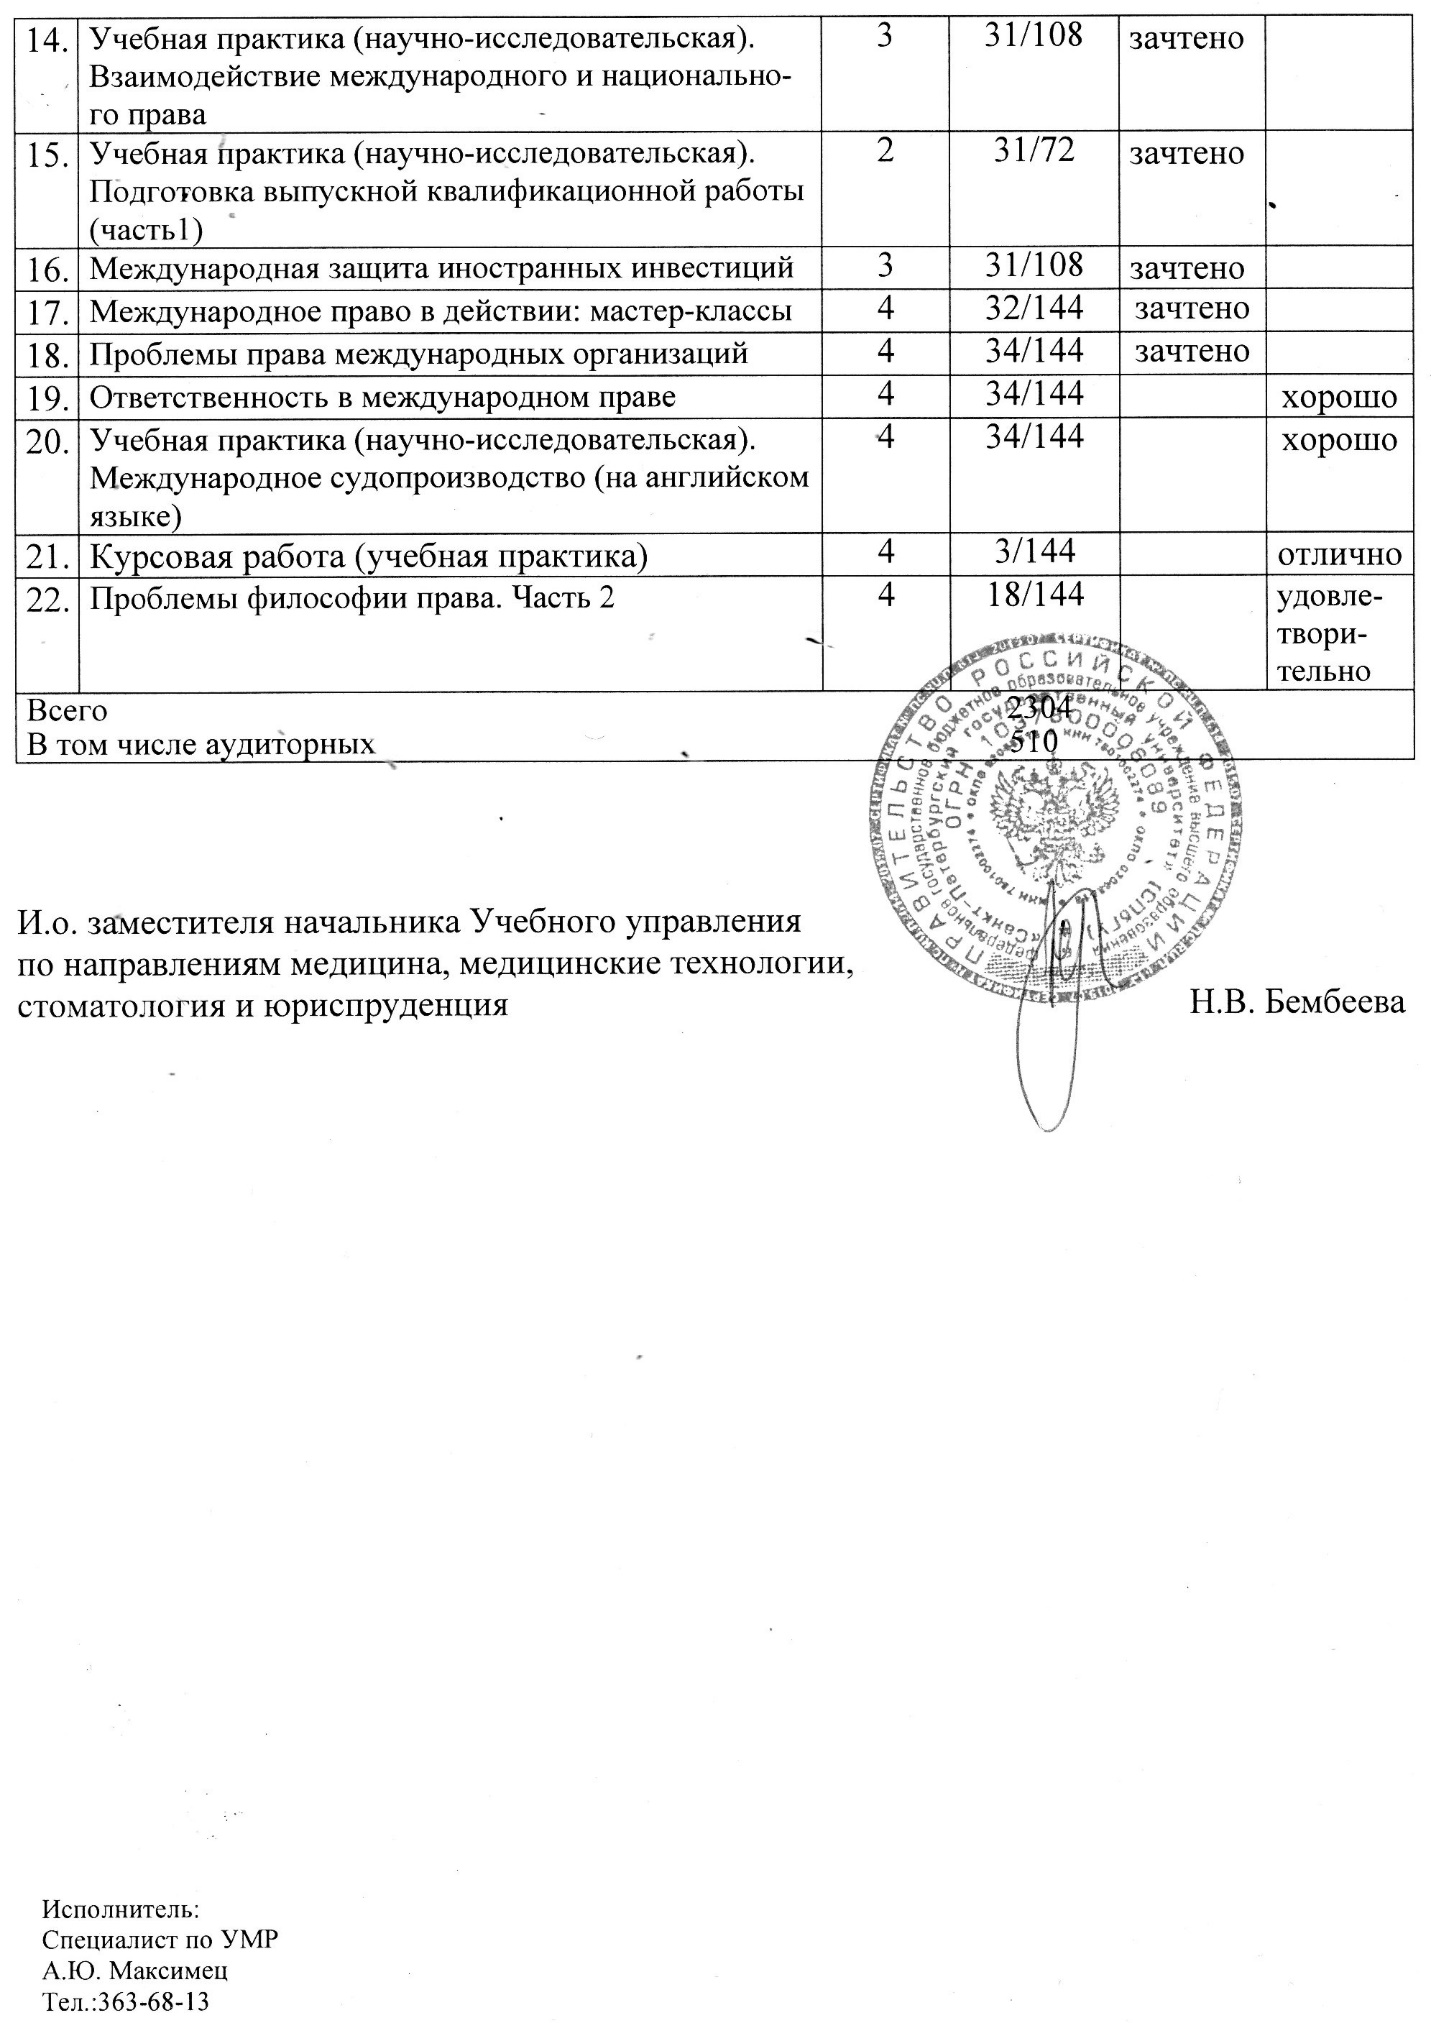 14. Учебная практика (научно-исследовательская). 3 31/108 зачтено
Взаимодействие международного и национально-
го права
15. Учебная практика (научно-исследовательская). 2 31/72 зачтено
Подготовка выпускной квалификационной работы
(часть1)
16. Международная защита иностранных инвестиций 3 31/108 зачтено
17. Международное право в действии: мастер-классы 4 32/144 зачтено
18. Проблемы права международных организаций 4 34/144 зачтено
19. Ответственность в международном праве 4 34/144 хорошо
20. Учебная практика (научно-исследовательская). 4 34/144 хорошо
Международное судопроизводство (на английском
языке)
21. Курсовая работа (учебная практика) 4 3/144 отлично
22. Проблемы философии права. Часть 2 4 18/144 удовле-
твори-
тельно
Всего 2304
В том числе аудиторных 510
ПРАВИТЕЛЬСТВО РОССИЙСКОЙ ФЕДЕРАЦИИ
федеральное государственное бюджетное образовательное учреждение высшего образования
«Санкт-Петербургский государственный университет» (СПбГУ)
ОГРН 1037800006089
И.о. заместителя начальника Учебного управления
по направлениям медицина, медицинские технологии,
стоматология и юриспруденция Н.В. Бембеева
Исполнитель:
Специалист по УМР
А.Ю. Максимец
Тел.:363-68-13